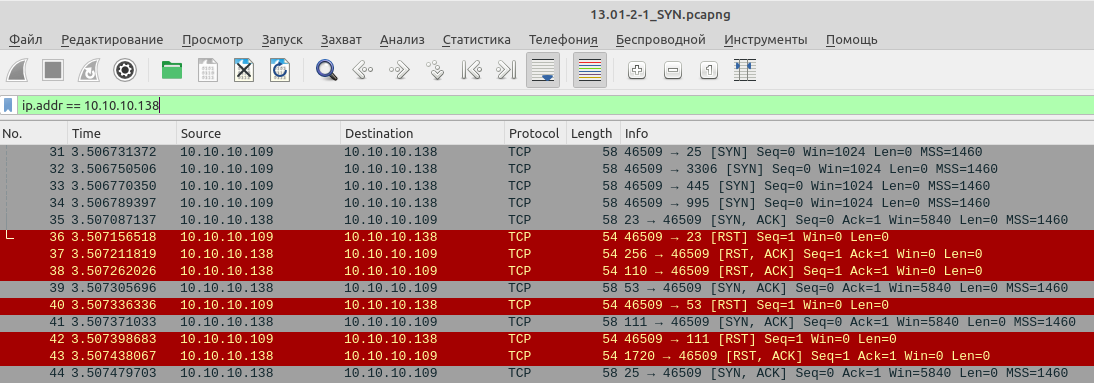 13.01-2-1_SYN.pcapng
Файл Редактирование Просмотр Запуск Захват Анализ Статистика Телефония Беспроводной Инструменты Помощь
ip.addr == 10.10.10.138
No. Time Source Destination Protocol Length Info
31 3.506731372 10.10.10.109 10.10.10.138 TCP 58 46509 → 25 [SYN] Seq=0 Win=1024 Len=0 MSS=1460
32 3.506750506 10.10.10.109 10.10.10.138 TCP 58 46509 → 3306 [SYN] Seq=0 Win=1024 Len=0 MSS=1460
33 3.506770350 10.10.10.109 10.10.10.138 TCP 58 46509 → 445 [SYN] Seq=0 Win=1024 Len=0 MSS=1460
34 3.506789397 10.10.10.109 10.10.10.138 TCP 58 46509 → 995 [SYN] Seq=0 Win=1024 Len=0 MSS=1460
35 3.507087137 10.10.10.138 10.10.10.109 TCP 58 23 → 46509 [SYN, ACK] Seq=0 Ack=1 Win=5840 Len=0 MSS=1460
36 3.507156518 10.10.10.109 10.10.10.138 TCP 54 46509 → 23 [RST] Seq=1 Win=0 Len=0
37 3.507211819 10.10.10.138 10.10.10.109 TCP 54 256 → 46509 [RST, ACK] Seq=1 Ack=1 Win=0 Len=0
38 3.507262026 10.10.10.138 10.10.10.109 TCP 54 110 → 46509 [RST, ACK] Seq=1 Ack=1 Win=0 Len=0
39 3.507305696 10.10.10.138 10.10.10.109 TCP 58 53 → 46509 [SYN, ACK] Seq=0 Ack=1 Win=5840 Len=0 MSS=1460
40 3.507336336 10.10.10.109 10.10.10.138 TCP 54 46509 → 53 [RST] Seq=1 Win=0 Len=0
41 3.507371033 10.10.10.138 10.10.10.109 TCP 58 111 → 46509 [SYN, ACK] Seq=0 Ack=1 Win=5840 Len=0 MSS=1460
42 3.507398683 10.10.10.109 10.10.10.138 TCP 54 46509 → 111 [RST] Seq=1 Win=0 Len=0
43 3.507438067 10.10.10.138 10.10.10.109 TCP 54 1720 → 46509 [RST, ACK] Seq=1 Ack=1 Win=0 Len=0
44 3.507479703 10.10.10.138 10.10.10.109 TCP 58 25 → 46509 [SYN, ACK] Seq=0 Ack=1 Win=5840 Len=0 MSS=1460